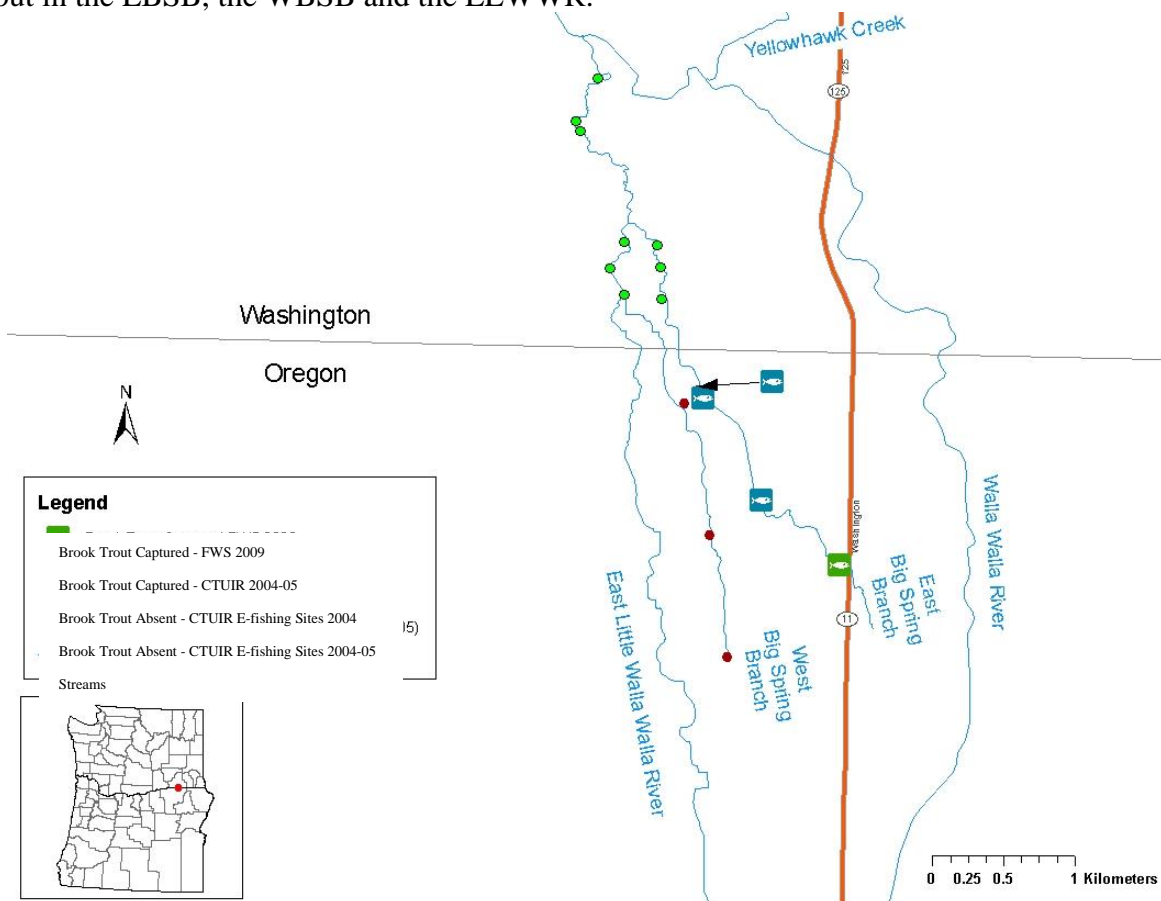 out in the EBSB, the WBSB and the ELWWR.
Yellowhawk Creek
125
125
Washington
Oregon
N
Legend
Brook Trout Captured - FWS 2009
Brook Trout Captured - CTUIR 2004-05
Brook Trout Absent - CTUIR E-fishing Sites 2004
05)
Brook Trout Absent - CTUIR E-fishing Sites 2004-05
Streams
Washington
11
East
Big Spring
Branch
Walla Walla River
West
Big Spring
Branch
East Little Walla Walla River
0 0.25 0.5 1 Kilometers